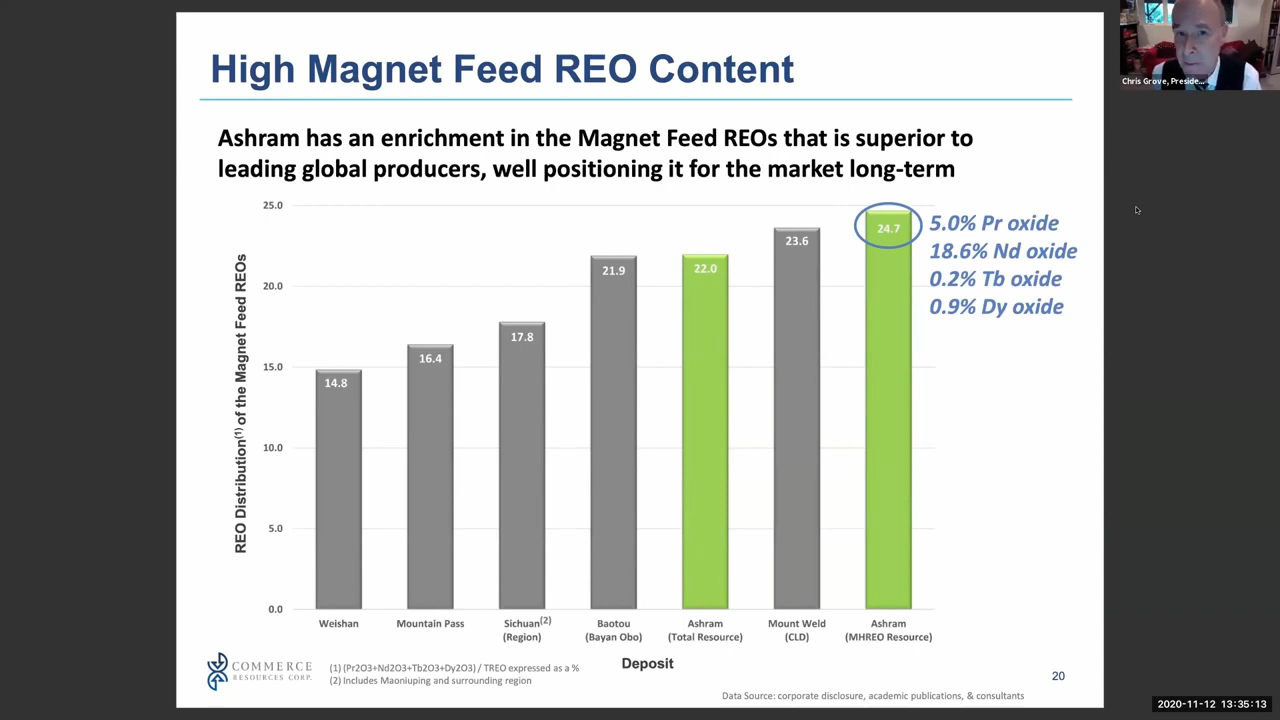 High Magnet Feed REO Content
Ashram has an enrichment in the Magnet Feed REOs that is superior to
leading global producers, well positioning it for the market long-term
REO Distribution(1) of the Magnet Feed REOs
25.0
20.0
15.0
10.0
5.0
0.0
14.8
16.4
17.8
21.9
22.0
23.6
24.7
5.0% Pr oxide
18.6% Nd oxide
0.2% Tb oxide
0.9% Dy oxide
Weishan
Mountain Pass
Sichuan(2)
(Region)
Baotou
(Bayan Obo)
Ashram
(Total Resource)
Mount Weld
(CLD)
Ashram
(MHREO Resource)
Deposit
COMMERCE
RESOURCES CORP.
(1) (Pr2O3+Nd2O3+Tb2O3+Dy2O3) / TREO expressed as a %
(2) Includes Maoniuping and surrounding region
20
Data Source: corporate disclosure, academic publications, & consultants
Chris Grove, Preside...
2020-11-12 13:35:13